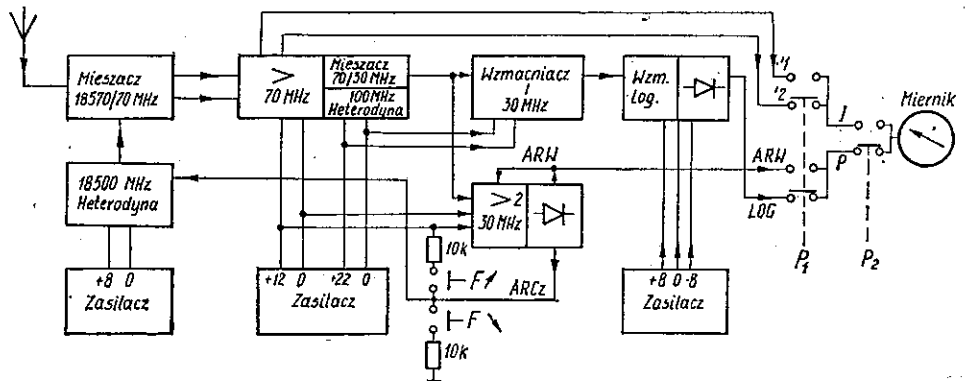 Mieszacz
18570/70 MHz
>
70 MHz
Mieszacz
70/30 MHz
100MHz
Heterodyna
Wzmacniacz
1
30 MHz
Wzm.
Log.
'1
'2
I
Miernik
ARW
ARW
P
LOG
18500 MHz
Heterodyna
> 2
30 MHz
10k
F
ARCz
F
10k
P1
P2
+8 0
Zasilacz
+12 0 +22 0
Zasilacz
+8 0 -8
Zasilacz